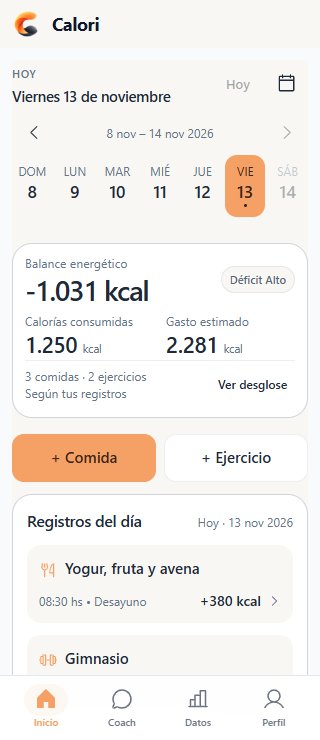 Calori
HOY
Viernes 13 de noviembre
Hoy
8 nov – 14 nov 2026
DOM LUN MAR MIÉ JUE VIE SÁB
8 9 10 11 12 13 14
Balance energético
-1.031 kcal
Déficit Alto
Calorías consumidas Gasto estimado
1.250 kcal 2.281 kcal
3 comidas · 2 ejercicios
Según tus registros
Ver desglose
+ Comida + Ejercicio
Registros del día Hoy · 13 nov 2026
Yogur, fruta y avena
08:30 hs • Desayuno +380 kcal
Gimnasio
Inicio Coach Datos Perfil